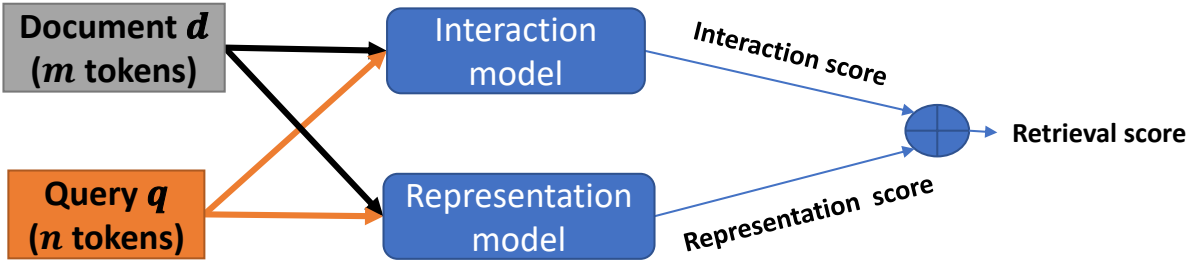 Document d
(m tokens)
Interaction
model
Interaction score
Retrieval score
Query q
(n tokens)
Representation
model
Representation score